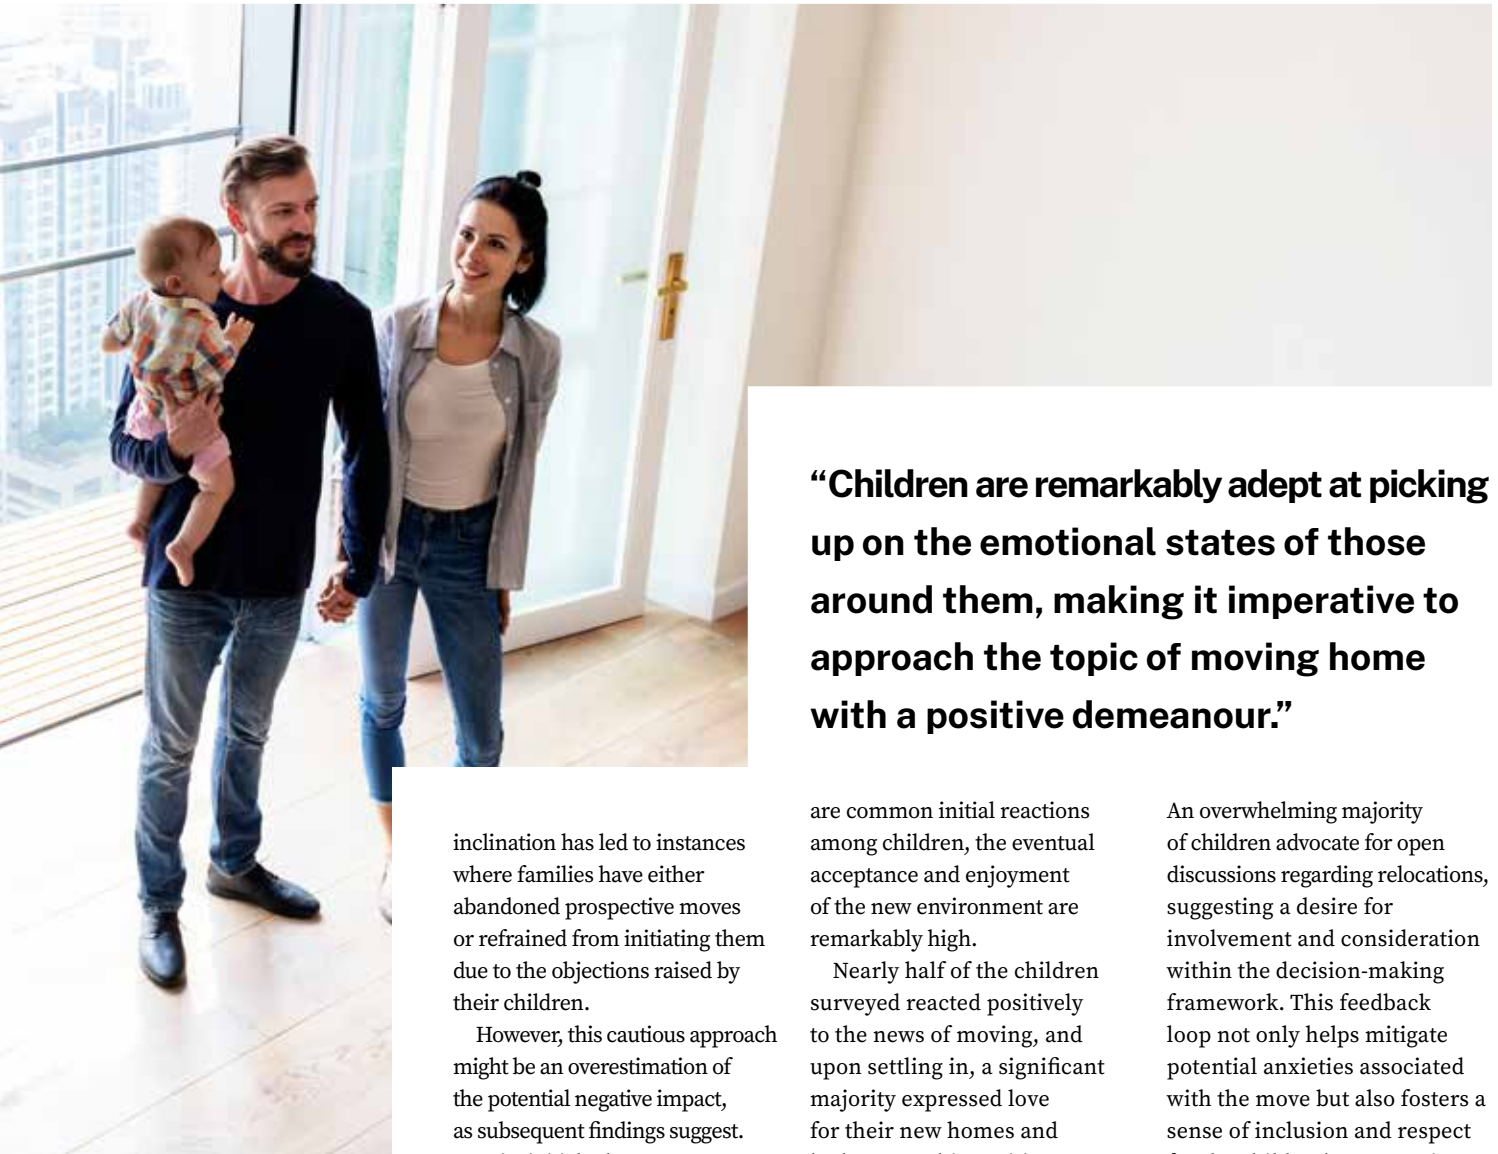 “Children are remarkably adept at picking
up on the emotional states of those
around them, making it imperative to
approach the topic of moving home
with a positive demeanour.”
inclination has led to instances
where families have either
abandoned prospective moves
or refrained from initiating them
due to the objections raised by
their children.
However, this cautious approach
might be an overestimation of
the potential negative impact,
as subsequent findings suggest.
are common initial reactions
among children, the eventual
acceptance and enjoyment
of the new environment are
remarkably high.
Nearly half of the children
surveyed reacted positively
to the news of moving, and
upon settling in, a significant
majority expressed love
for their new homes and
An overwhelming majority
of children advocate for open
discussions regarding relocations,
suggesting a desire for
involvement and consideration
within the decision-making
framework. This feedback
loop not only helps mitigate
potential anxieties associated
with the move but also fosters a
sense of inclusion and respect